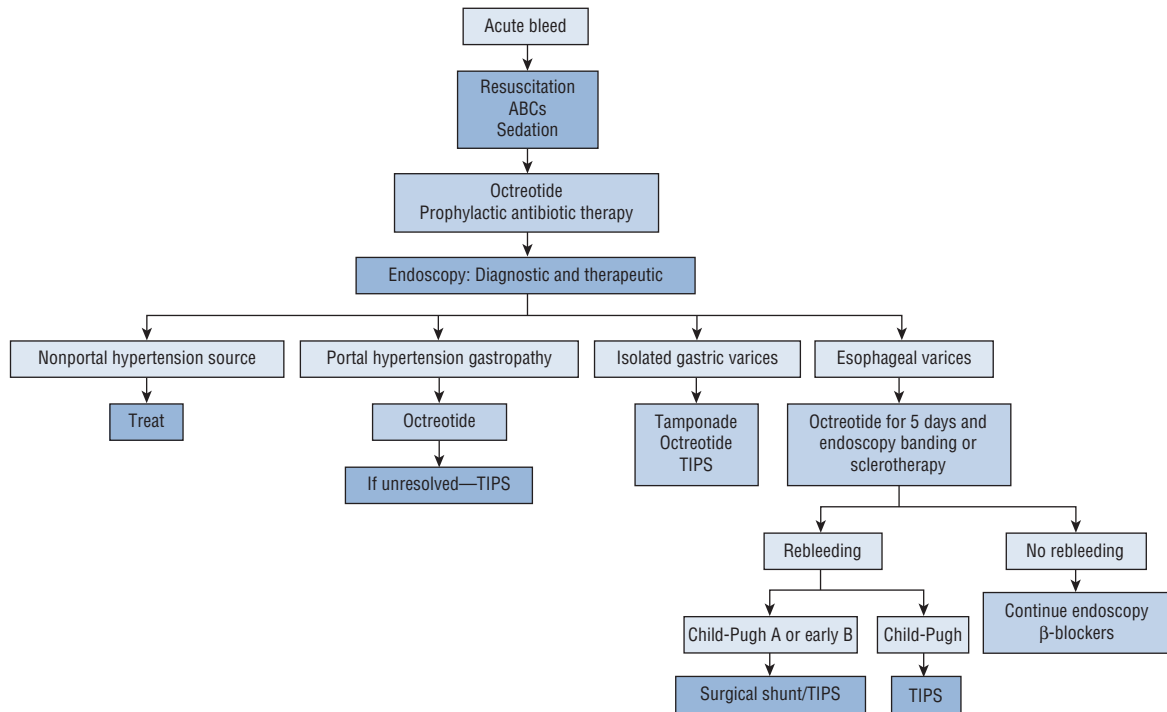 Acute bleed
Resuscitation
ABCs
Sedation
Octreotide
Prophylactic antibiotic therapy
Endoscopy: Diagnostic and therapeutic
Nonportal hypertension source
Portal hypertension gastropathy
Isolated gastric varices
Esophageal varices
Treat
Octreotide
Tamponade
Octreotide
TIPS
Octreotide for 5 days and
endoscopy banding or
sclerotherapy
If unresolved—TIPS
Rebleeding
No rebleeding
Child-Pugh A or early B
Child-Pugh
Continue endoscopy
β-blockers
Surgical shunt/TIPS
TIPS